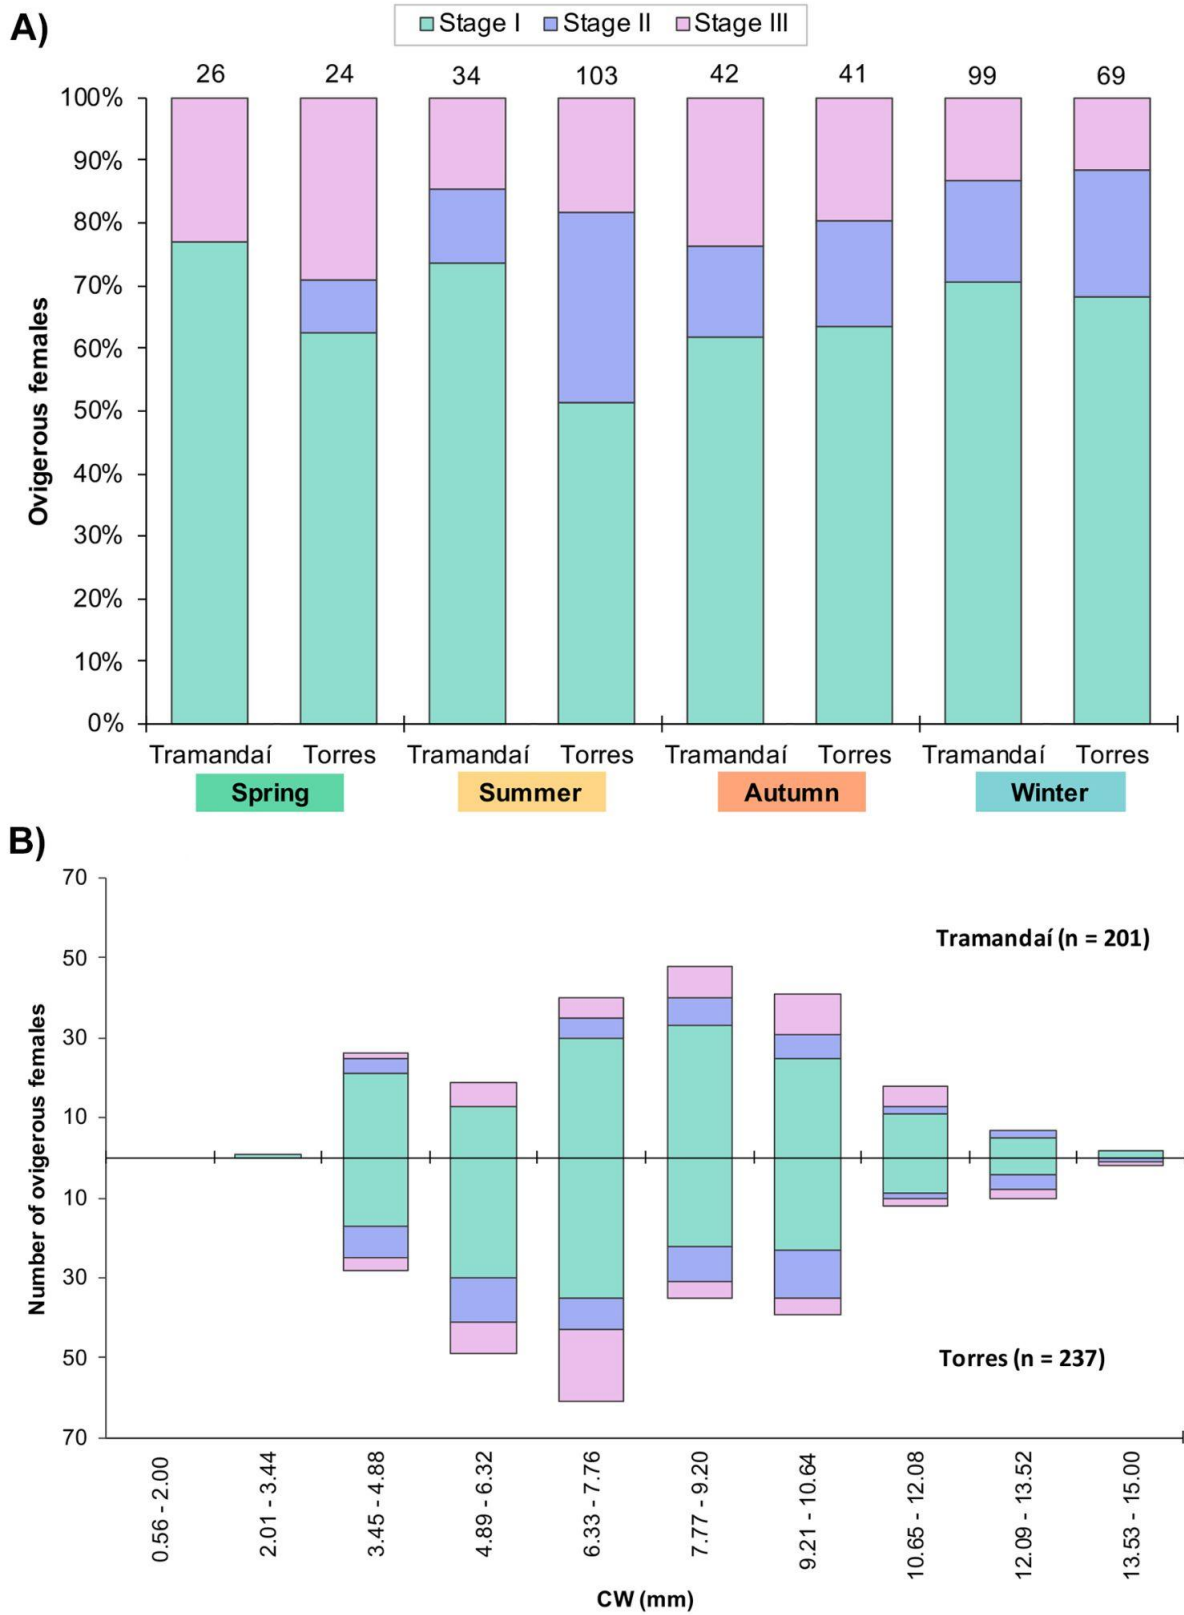 A)
Stage I Stage II Stage III
26 24 34 103 42 41 99 69
100%
90%
80%
70%
60%
50%
40%
30%
20%
10%
0%
Ovigerous females
Tramandaí Torres Tramandaí Torres Tramandaí Torres Tramandaí Torres
Spring Summer Autumn Winter
B)
70
50
30
10
10
30
50
70
Number of ovigerous females
Tramandaí (n = 201)
Torres (n = 237)
0.56 - 2.00
2.01 - 3.44
3.45 - 4.88
4.89 - 6.32
6.33 - 7.76
7.77 - 9.20
9.21 - 10.64
10.65 - 12.08
12.09 - 13.52
13.53 - 15.00
CW (mm)